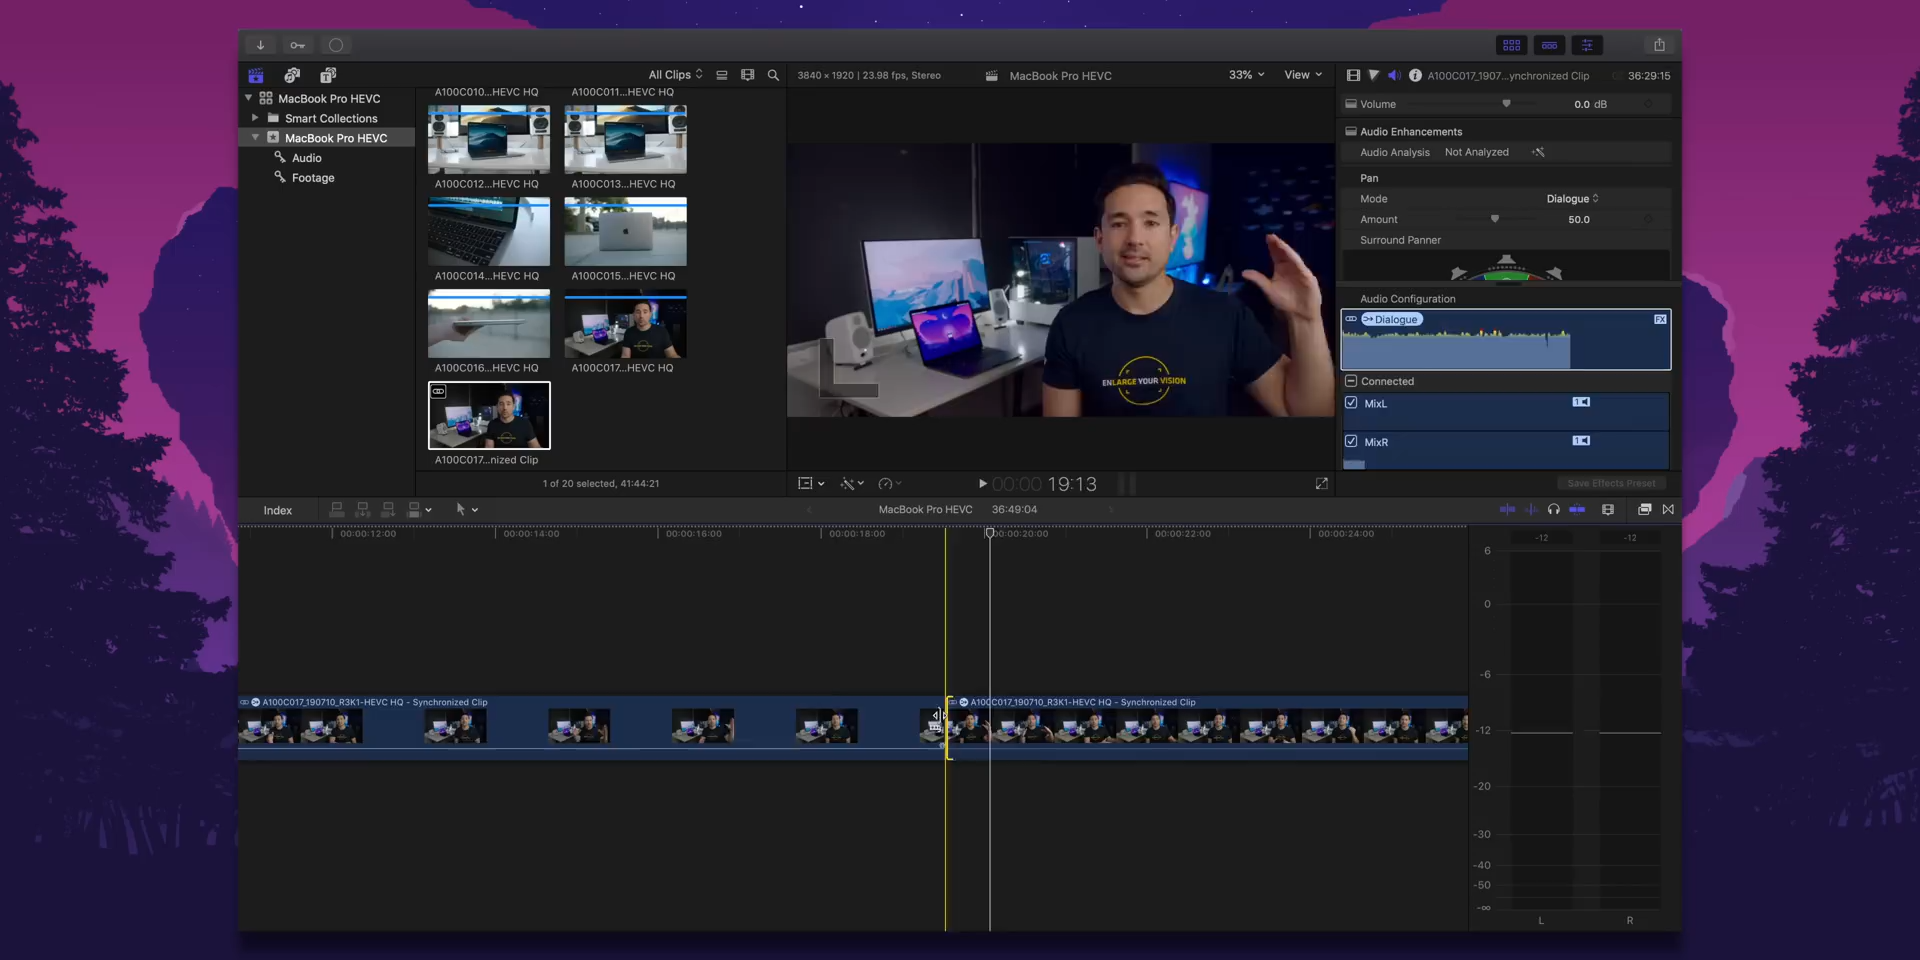 All Clips
3840 × 1920 | 23.98 fps, Stereo
MacBook Pro HEVC
33%
View
A100C017_1907...ynchronized Clip
36:29:15
MacBook Pro HEVC
Smart Collections
MacBook Pro HEVC
Audio
Footage
A100C010...HEVC HQ
A100C011...HEVC HQ
A100C012...HEVC HQ
A100C013...HEVC HQ
A100C014...HEVC HQ
A100C015...HEVC HQ
A100C016...HEVC HQ
A100C017...HEVC HQ
A100C017...nized Clip
1 of 20 selected, 41:44:21
ENLARGE YOUR VISION
00:00 19:13
Volume
0.0 dB
Audio Enhancements
Audio Analysis Not Analyzed
Pan
Mode
Dialogue
Amount
50.0
Surround Panner
Audio Configuration
Dialogue
FX
Connected
MixL
1
MixR
1
Save Effects Preset
Index
MacBook Pro HEVC
36:49:04
00:00:12:00
00:00:14:00
00:00:16:00
00:00:18:00
00:00:20:00
00:00:22:00
00:00:24:00
A100C017_190710_R3K1-HEVC HQ - Synchronized Clip
A100C017_190710_R3K1-HEVC HQ - Synchronized Clip
-12
-12
6
0
-6
-12
-20
-30
-40
-50
-∞
L
R